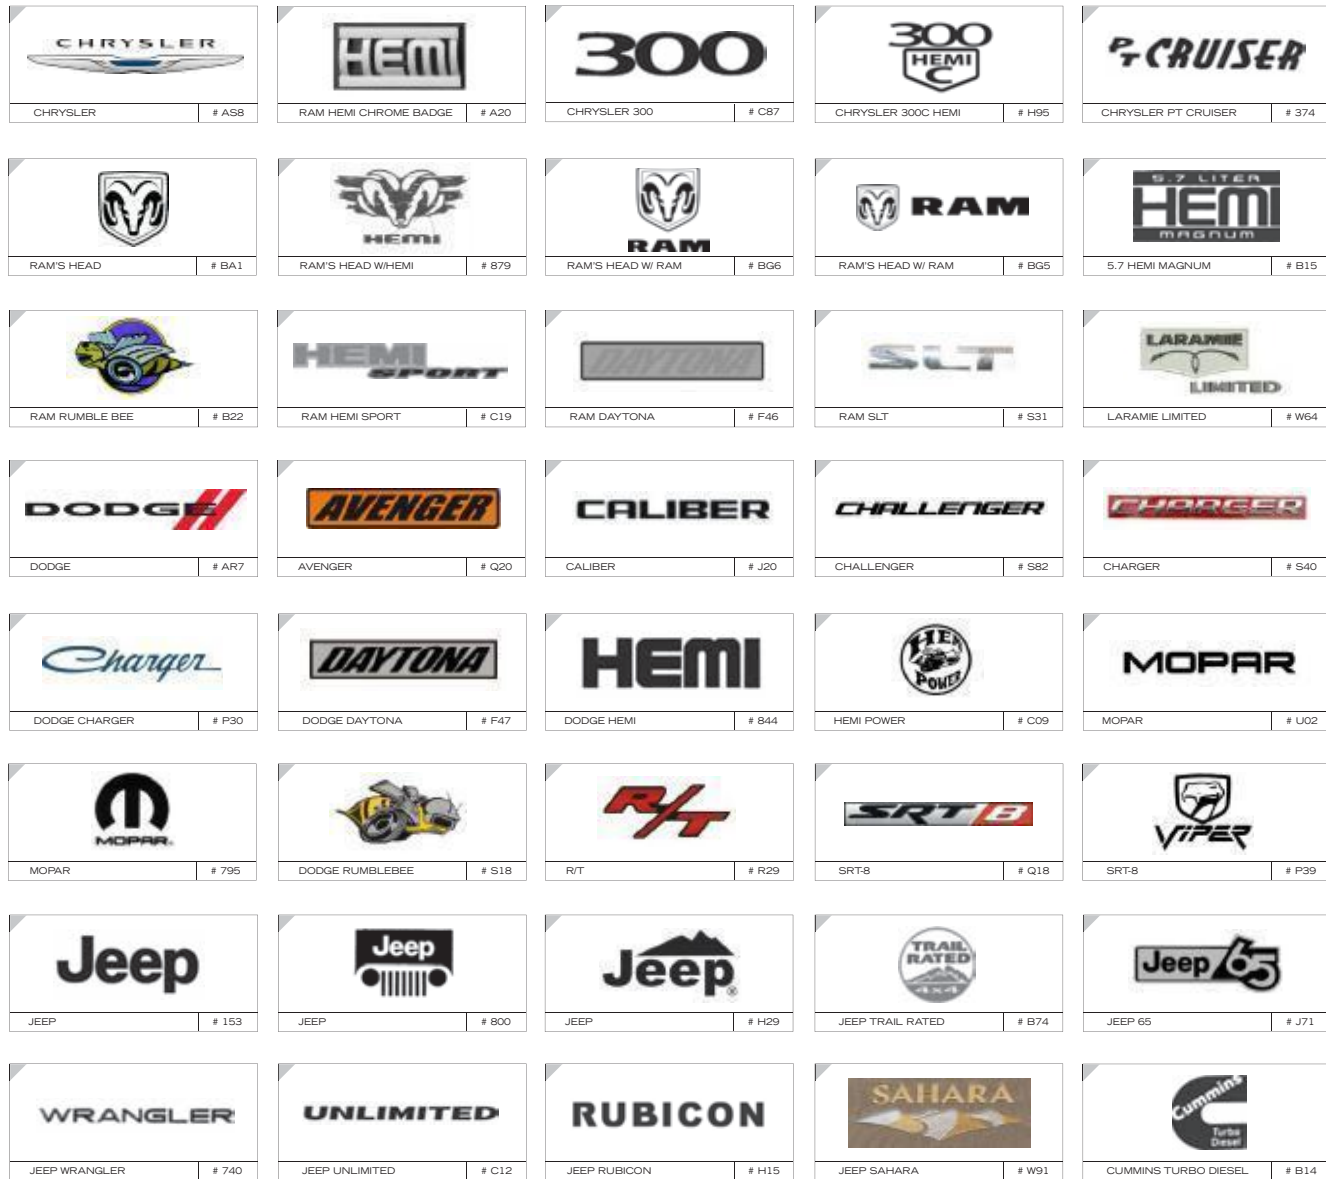 CHRYSLER
CHRYSLER # AS8
HEMI
RAM HEMI CHROME BADGE # A20
300
CHRYSLER 300 # C87
300
HEMI
C
CHRYSLER 300C HEMI # H95
PT CRUISER
CHRYSLER PT CRUISER # 374
RAM'S HEAD # BA1
HEMI
RAM'S HEAD W/HEMI # 879
RAM
RAM'S HEAD W/ RAM # BG6
RAM
RAM'S HEAD W/ RAM # BG5
5.7 LITER
HEMI
MAGNUM
5.7 HEMI MAGNUM # B15
RAM RUMBLE BEE # B22
HEMI
SPORT
RAM HEMI SPORT # C19
DAYTONA
RAM DAYTONA # F46
SLT
RAM SLT # S31
LARAMIE
LIMITED
LARAMIE LIMITED # W64
DODGE
DODGE # AR7
AVENGER
AVENGER # Q20
CALIBER
CALIBER # J20
CHALLENGER
CHALLENGER # S82
CHARGER
CHARGER # S40
Charger
DODGE CHARGER # P30
DAYTONA
DODGE DAYTONA # F47
HEMI
DODGE HEMI # 844
HEMI
POWER
HEMI POWER # C09
MOPAR
MOPAR # U02
MOPAR
MOPAR # 795
DODGE RUMBLEBEE # S18
R/T
R/T # R29
SRT 8
SRT-8 # Q18
VIPER
SRT-8 # P39
Jeep
JEEP # 153
Jeep
JEEP # 800
Jeep®
JEEP # H29
TRAIL
RATED
4x4
JEEP TRAIL RATED # B74
Jeep 65
JEEP 65 # J71
WRANGLER
JEEP WRANGLER # 740
UNLIMITED
JEEP UNLIMITED # C12
RUBICON
JEEP RUBICON # H15
SAHARA
JEEP SAHARA # W91
Cummins
Turbo
Diesel
CUMMINS TURBO DIESEL # B14